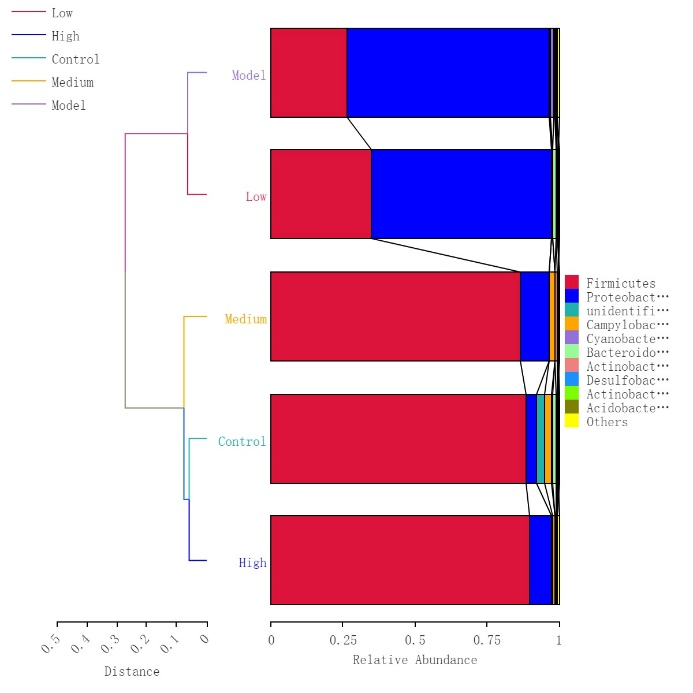 Low
High
Control
Medium
Model
Model
Low
Medium
Control
High
Firmicutes
Proteobact…
unidentifi…
Campylobac…
Cyanobacte…
Bacteroido…
Actinobact…
Desulfobac…
Actinobact…
Acidobacte…
Others
0.5 0.4 0.3 0.2 0.1 0
Distance
0 0.25 0.5 0.75 1
Relative Abundance